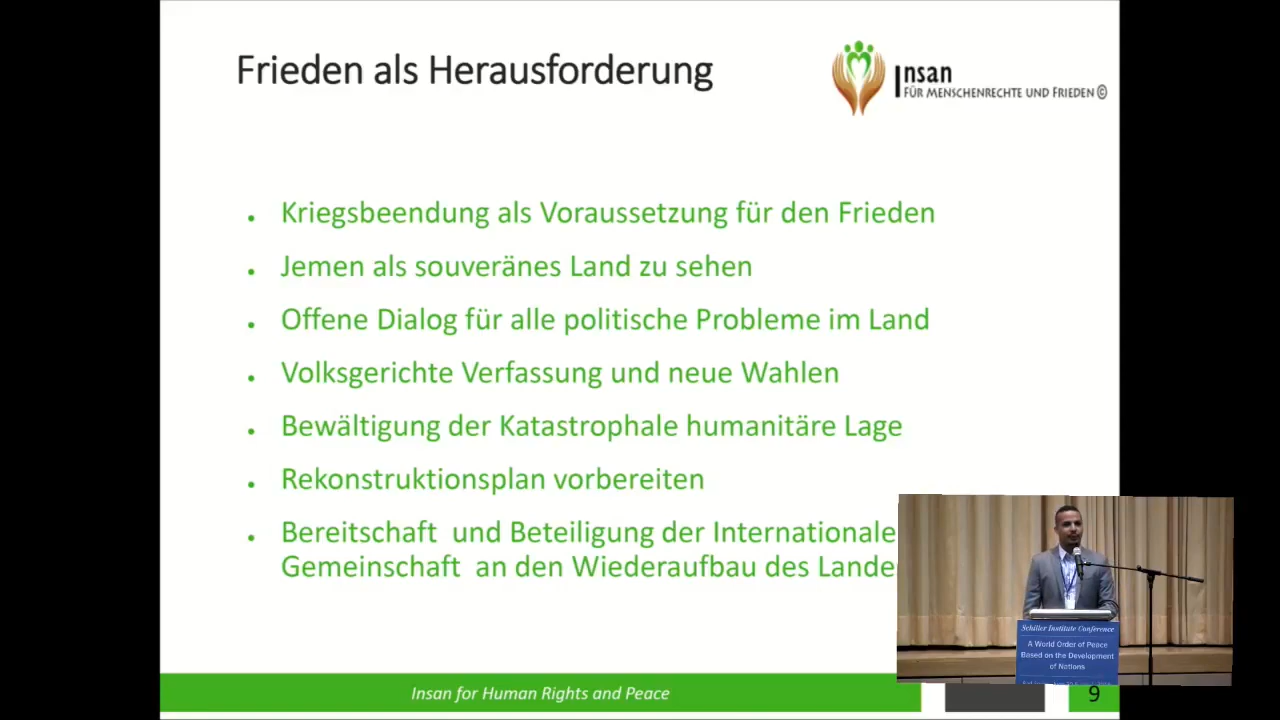 Frieden als Herausforderung
Insan
FÜR MENSCHENRECHTE UND FRIEDEN ©
Kriegsbeendung als Voraussetzung für den Frieden
Jemen als souveränes Land zu sehen
Offene Dialog für alle politische Probleme im Land
Volksgerichte Verfassung und neue Wahlen
Bewältigung der Katastrophale humanitäre Lage
Rekonstruktionsplan vorbereiten
Bereitschaft und Beteiligung der Internationale
Gemeinschaft an den Wiederaufbau des Lande
Schiller Institute Conference
A World Order of Peace
Based on the Development
of Nations
Insan for Human Rights and Peace
9